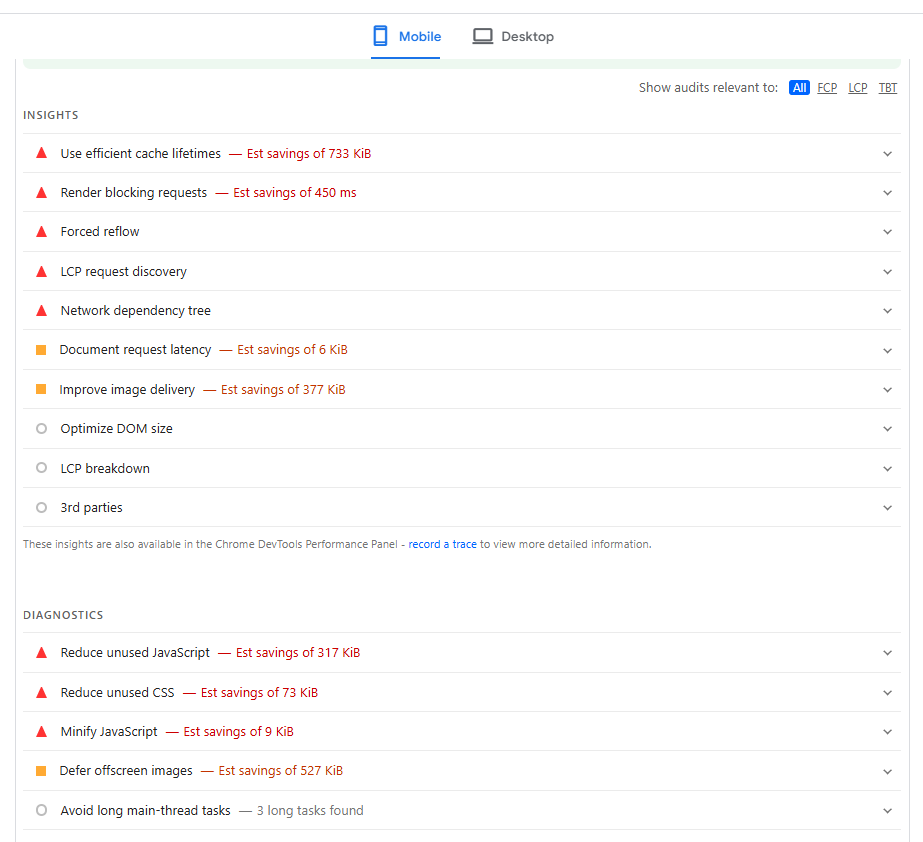 Mobile Desktop
Show audits relevant to: All FCP LCP TBT
INSIGHTS
Use efficient cache lifetimes — Est savings of 733 KiB
Render blocking requests — Est savings of 450 ms
Forced reflow
LCP request discovery
Network dependency tree
Document request latency — Est savings of 6 KiB
Improve image delivery — Est savings of 377 KiB
Optimize DOM size
LCP breakdown
3rd parties
These insights are also available in the Chrome DevTools Performance Panel - record a trace to view more detailed information.
DIAGNOSTICS
Reduce unused JavaScript — Est savings of 317 KiB
Reduce unused CSS — Est savings of 73 KiB
Minify JavaScript — Est savings of 9 KiB
Defer offscreen images — Est savings of 527 KiB
Avoid long main-thread tasks — 3 long tasks found